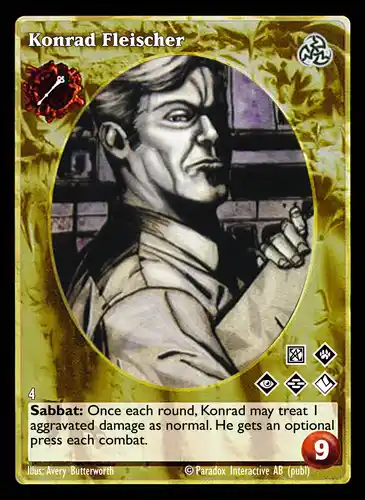 Konrad Fleischer
4
Sabbat: Once each round, Konrad may treat 1
aggravated damage as normal. He gets an optional
press each combat.
9
Illus: Avery Butterworth
© Paradox Interactive AB (publ)